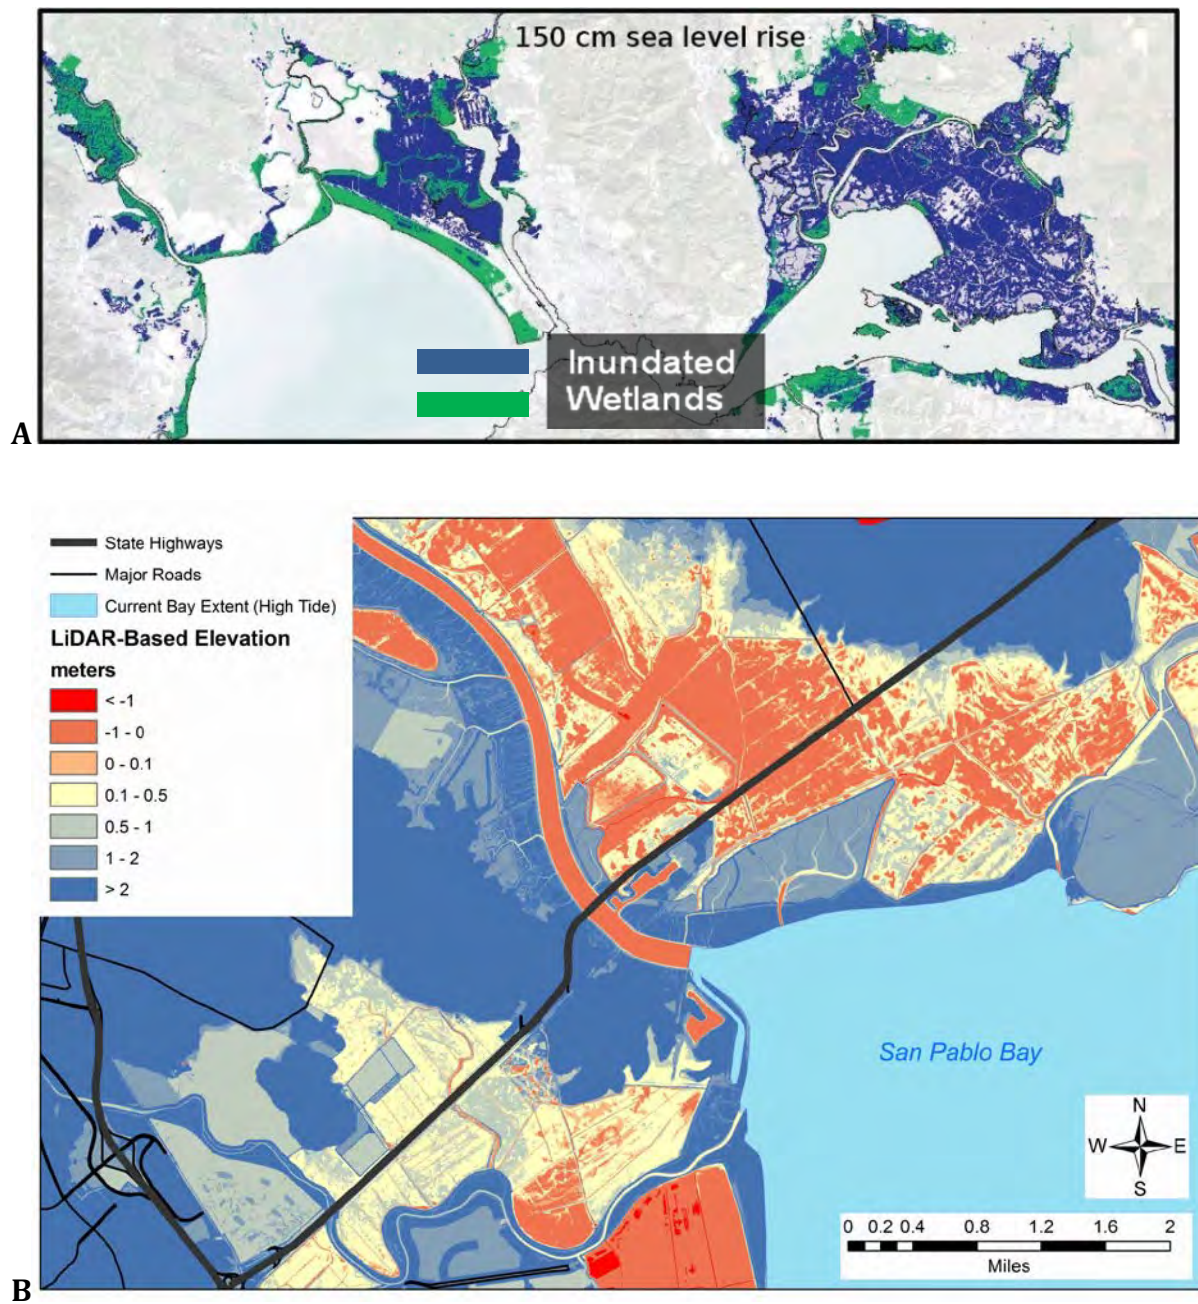 150 cm sea level rise
Inundated
Wetlands
A
State Highways
Major Roads
Current Bay Extent (High Tide)
LiDAR-Based Elevation
meters
< -1
-1 - 0
0 - 0.1
0.1 - 0.5
0.5 - 1
1 - 2
> 2
San Pablo Bay
N
W E
S
0 0.2 0.4 0.8 1.2 1.6 2
Miles
B